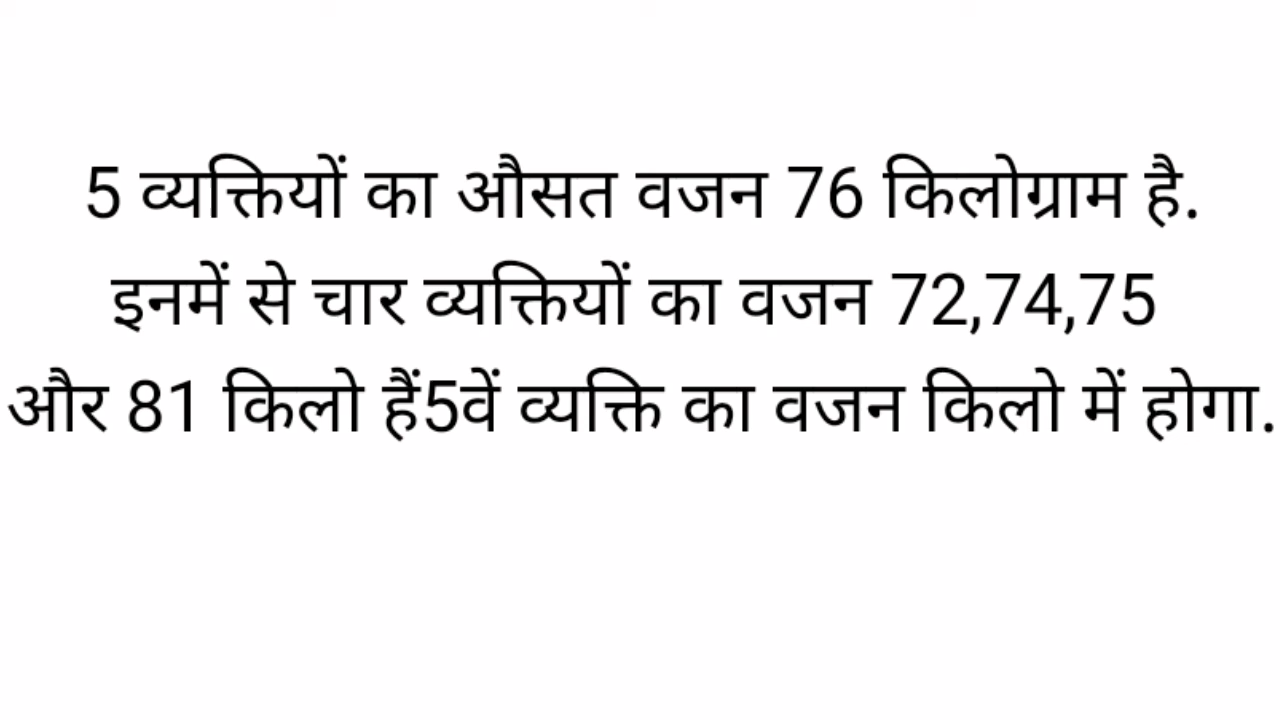 5 व्यक्तियों का औसत वजन 76 किलोग्राम है.
इनमें से चार व्यक्तियों का वजन 72,74,75
और 81 किलो हैं5वें व्यक्ति का वजन किलो में होगा.